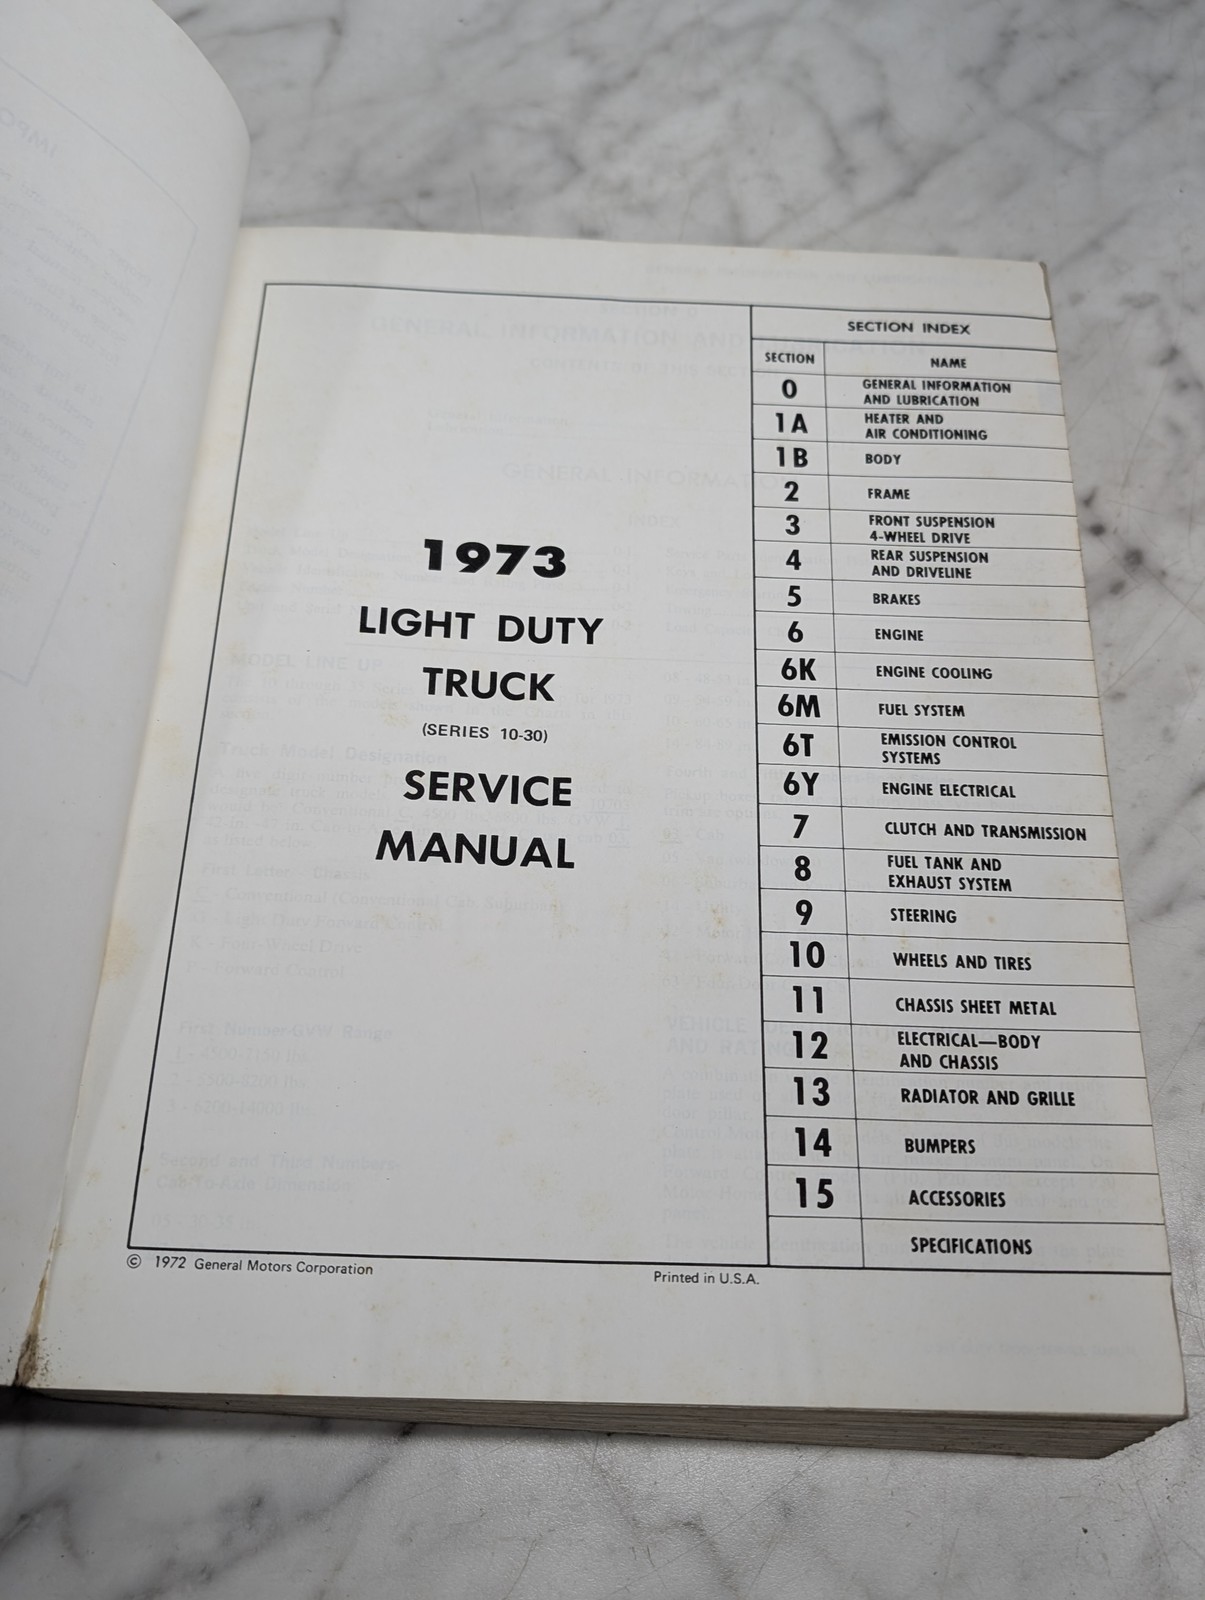 1973
LIGHT DUTY
TRUCK
(SERIES 10-30)
SERVICE
MANUAL
SECTION INDEX
SECTION NAME
0 GENERAL INFORMATION
AND LUBRICATION
1A HEATER AND
AIR CONDITIONING
1B BODY
2 FRAME
3 FRONT SUSPENSION
4-WHEEL DRIVE
4 REAR SUSPENSION
AND DRIVELINE
5 BRAKES
6 ENGINE
6K ENGINE COOLING
6M FUEL SYSTEM
6T EMISSION CONTROL
SYSTEMS
6Y ENGINE ELECTRICAL
7 CLUTCH AND TRANSMISSION
8 FUEL TANK AND
EXHAUST SYSTEM
9 STEERING
10 WHEELS AND TIRES
11 CHASSIS SHEET METAL
12 ELECTRICAL—BODY
AND CHASSIS
13 RADIATOR AND GRILLE
14 BUMPERS
15 ACCESSORIES
SPECIFICATIONS
© 1972 General Motors Corporation
Printed in U.S.A.